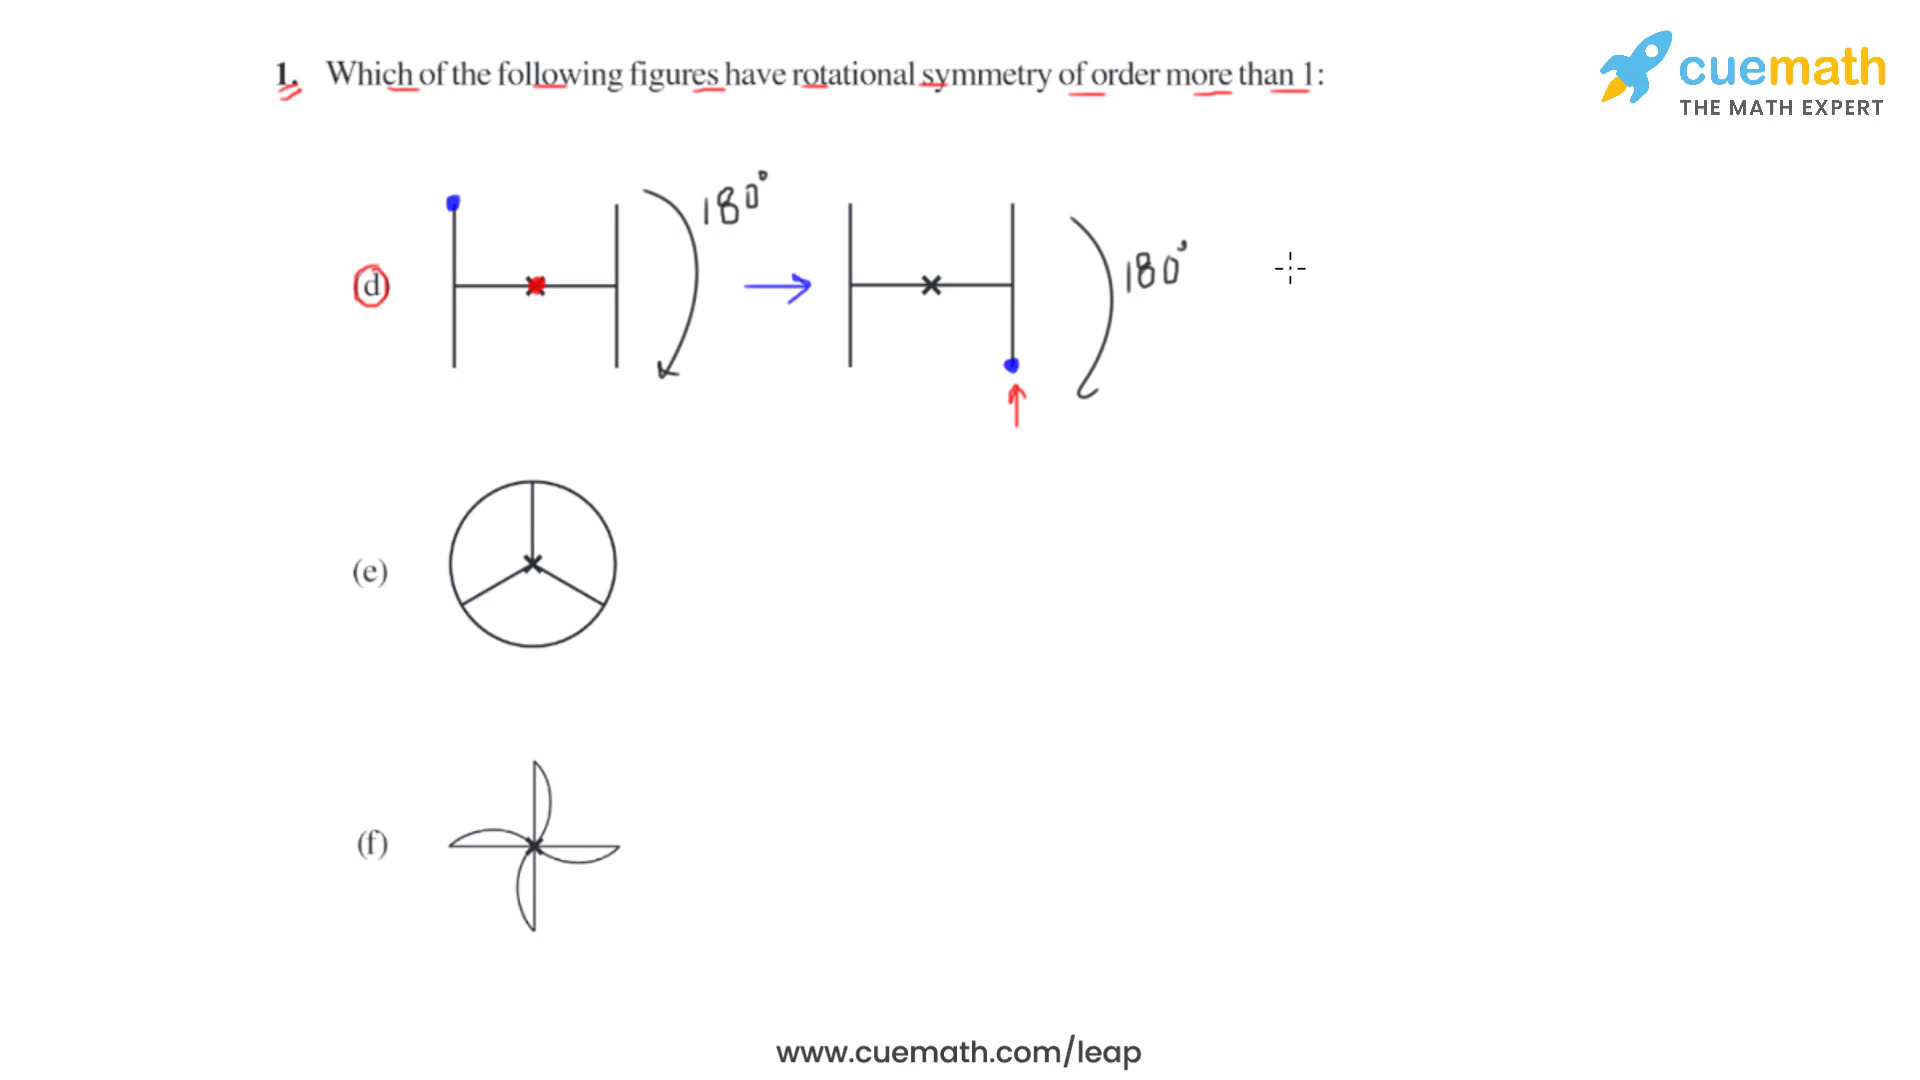 1. Which of the following figures have rotational symmetry of order more than 1:
cuemath
THE MATH EXPERT
180°
180°
(d)
(e)
(f)
www.cuemath.com/leap